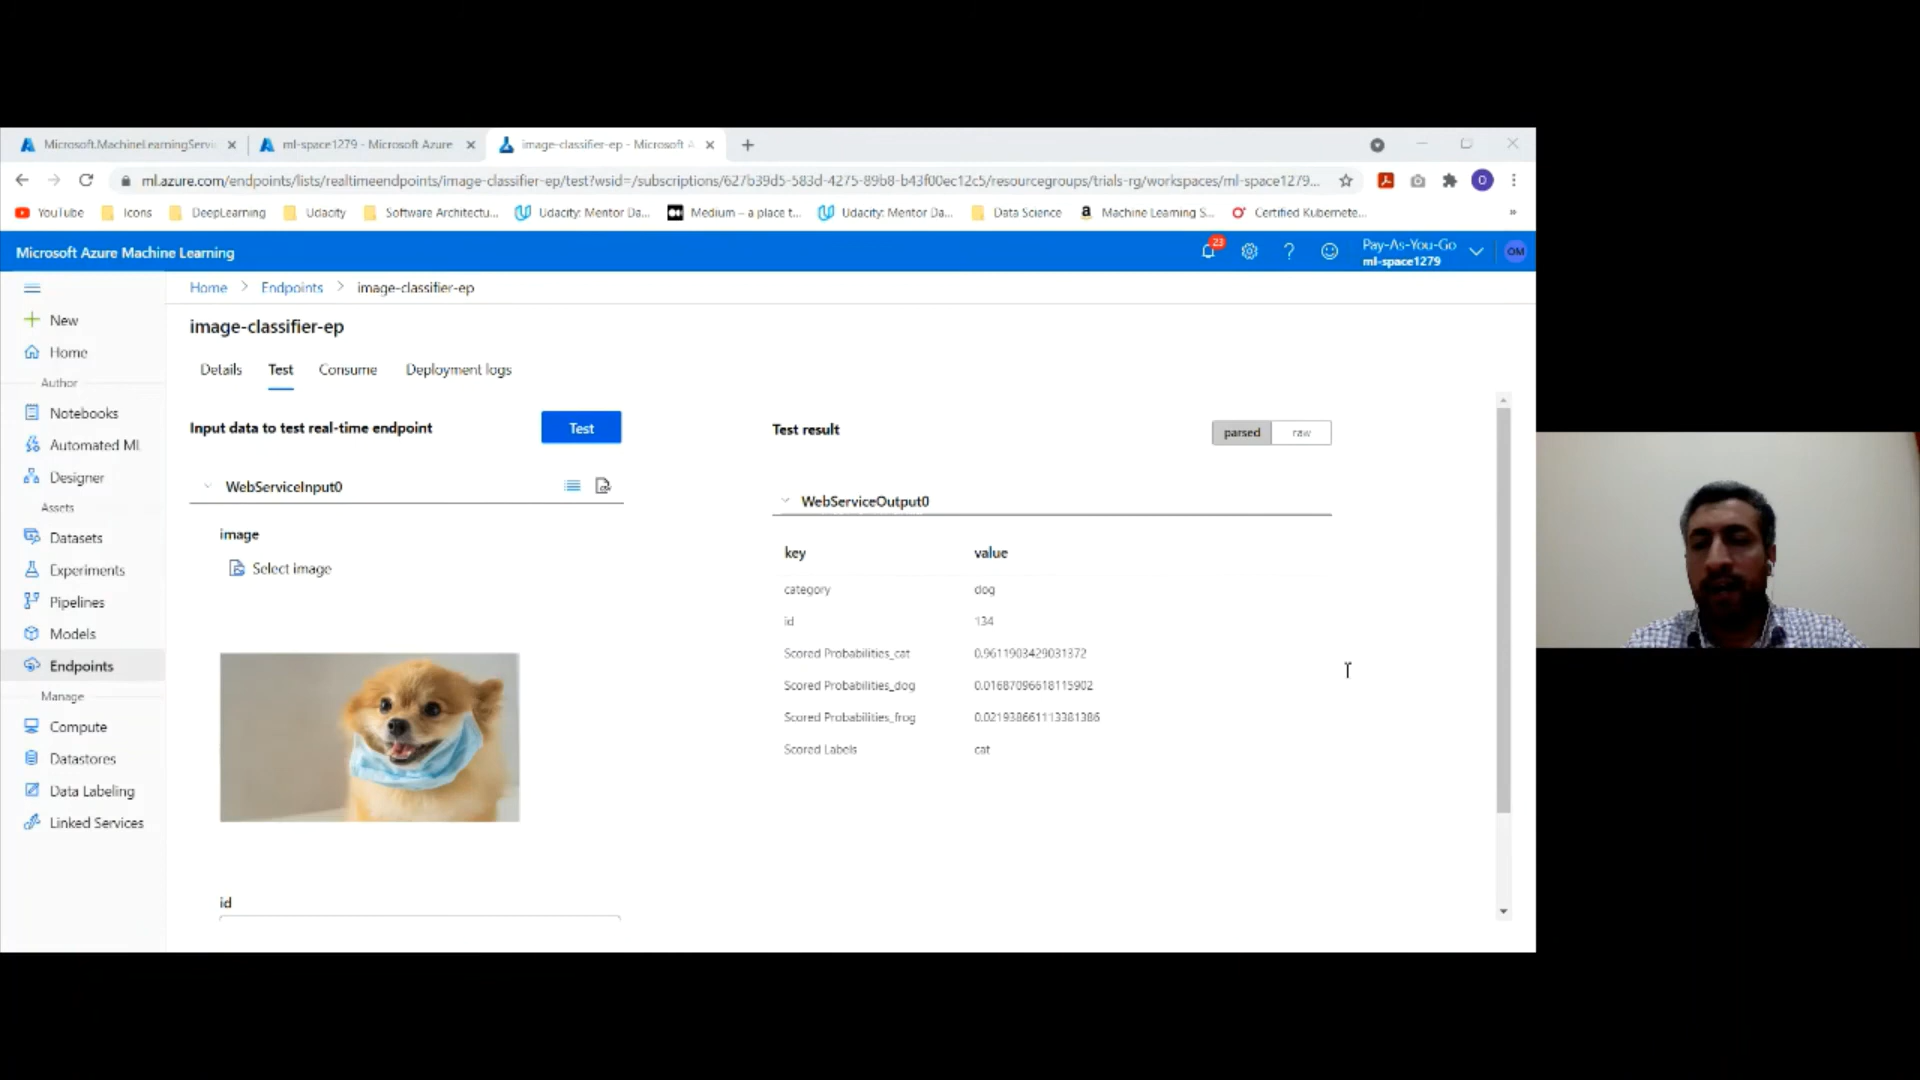 Microsoft.MachineLearningServi
ml-space1279 - Microsoft Azure
image-classifier-ep - Microsoft A
ml.azure.com/endpoints/lists/realtimeendpoints/image-classifier-ep/test?wsid=/subscriptions/627b39d5-583d-4275-89b8-b43f00ec12c5/resourcegroups/trials-rg/workspaces/ml-space1279...
O
YouTube
Icons
DeepLearning
Udacity
Software Architectu...
Udacity: Mentor Da...
Medium – a place t...
Udacity: Mentor Da...
Data Science
Machine Learning S...
Certified Kubernete...
»
Microsoft Azure Machine Learning
23
Pay-As-You-Go
ml-space1279
OM
Home > Endpoints > image-classifier-ep
image-classifier-ep
Details Test Consume Deployment logs
New
Home
Author
Notebooks
Automated ML
Designer
Assets
Datasets
Experiments
Pipelines
Models
Endpoints
Manage
Compute
Datastores
Data Labeling
Linked Services
Input data to test real-time endpoint
Test
WebServiceInput0
image
Select image
id
Test result
parsed raw
WebServiceOutput0
key value
category dog
id 134
Scored Probabilities_cat 0.9611903429031372
Scored Probabilities_dog 0.01687096618115902
Scored Probabilities_frog 0.021938661113381386
Scored Labels cat